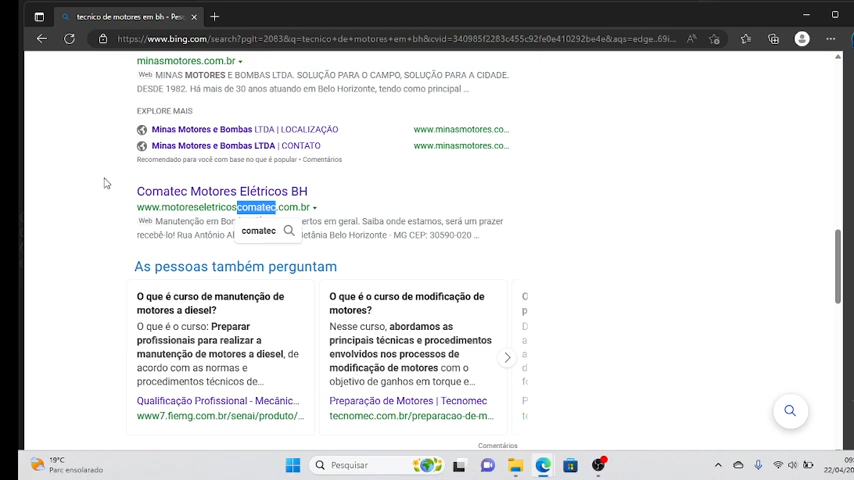 tecnico de motores em bh - Pesq
https://www.bing.com/search?pglt=2083&q=tecnico+de+motores+em+bh&cvid=340985f2283c455c92fe0e410292be4e&aqs=edge..69i...
minasmotores.com.br
Web MINAS MOTORES E BOMBAS LTDA. SOLUÇÃO PARA O CAMPO, SOLUÇÃO PARA A CIDADE.
DESDE 1982. Há mais de 30 anos atuando em Belo Horizonte, tendo como principal ...
EXPLORE MAIS
Minas Motores e Bombas LTDA | LOCALIZAÇÃO www.minasmotores.co...
Minas Motores e Bombas LTDA | CONTATO www.minasmotores.co...
Recomendado para você com base no que é popular • Comentários
Comatec Motores Elétricos BH
www.motoreseletricoscomatec.com.br
Web Manutenção em Bom ertos em geral. Saiba onde estamos, será um prazer
recebê-lo! Rua Antônio Al etânia Belo Horizonte - MG CEP: 30590-020 ...
comatec
As pessoas também perguntam
O que é curso de manutenção de
motores a diesel?
O que é o curso: Preparar
profissionais para realizar a
manutenção de motores a diesel, de
acordo com as normas e
procedimentos técnicos de...
Qualificação Profissional - Mecânic...
www7.fiemg.com.br/senai/produto/...
O que é o curso de modificação de
motores?
Nesse curso, abordamos as
principais técnicas e procedimentos
envolvidos nos processos de
modificação de motores com o
objetivo de ganhos em torque e...
Preparação de Motores | Tecnomec
tecnomec.com.br/preparacao-de-m...
Comentários
19°C
Parc ensolarado
Pesquisar
09:
22/04/20